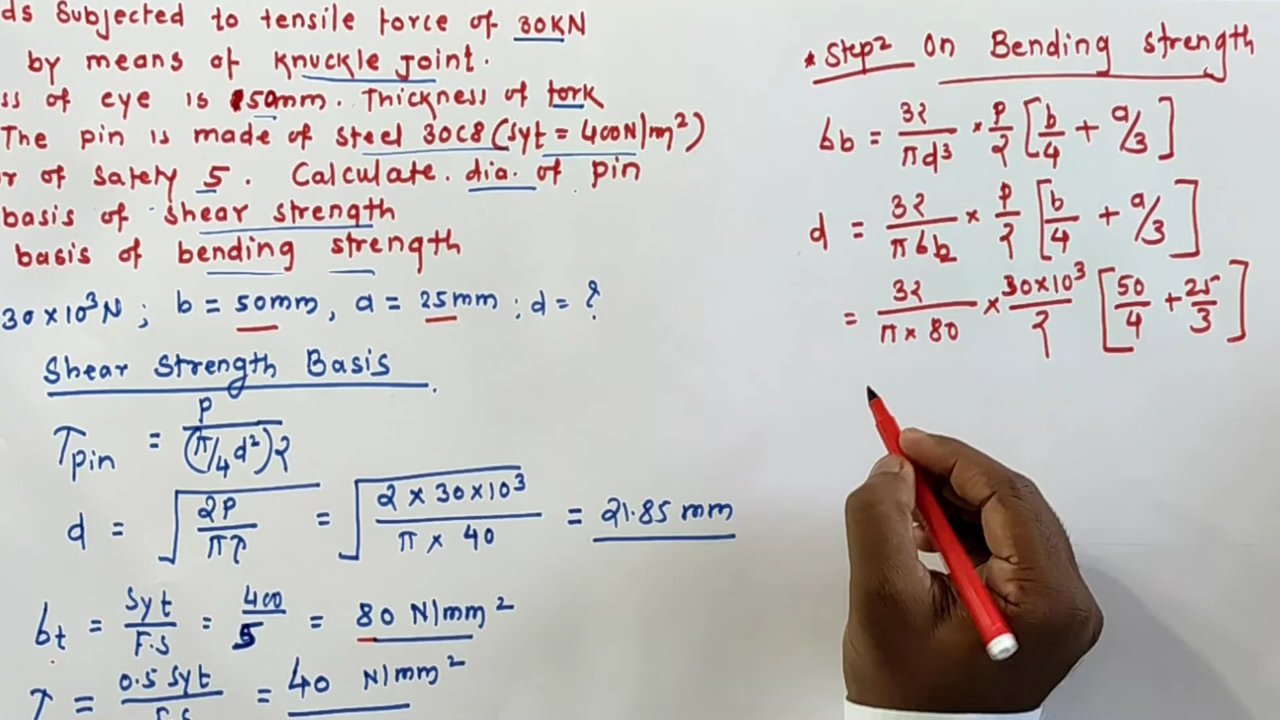 ds subjected to tensile force of 30KN
by means of knuckle joint.
ss of eye is 50mm. Thickness of fork
The pin is made of steel 30C8 (Syt = 400N/m²)
r of safety 5. Calculate. dia. of pin
basis of shear strength
basis of bending strength
30×10³N ; b = 50mm, a = 25mm ; d = ?
Shear Strength Basis
τpin = P / (π/4 d²)2
d = √(2P / πτ) = √(2 × 30×10³ / π × 40) = 21.85 mm
σt = Syt / F.S = 400 / 5 = 80 N/mm²
τ = 0.5 Syt / F.S = 40 N/mm²
*Step2 On Bending strength
σb = 32 / πd³ × P/2 [b/4 + a/3]
d = 32 / πσb × P/2 [b/4 + a/3]
= 32 / π × 80 × 30×10³ / 2 [50/4 + 25/3]